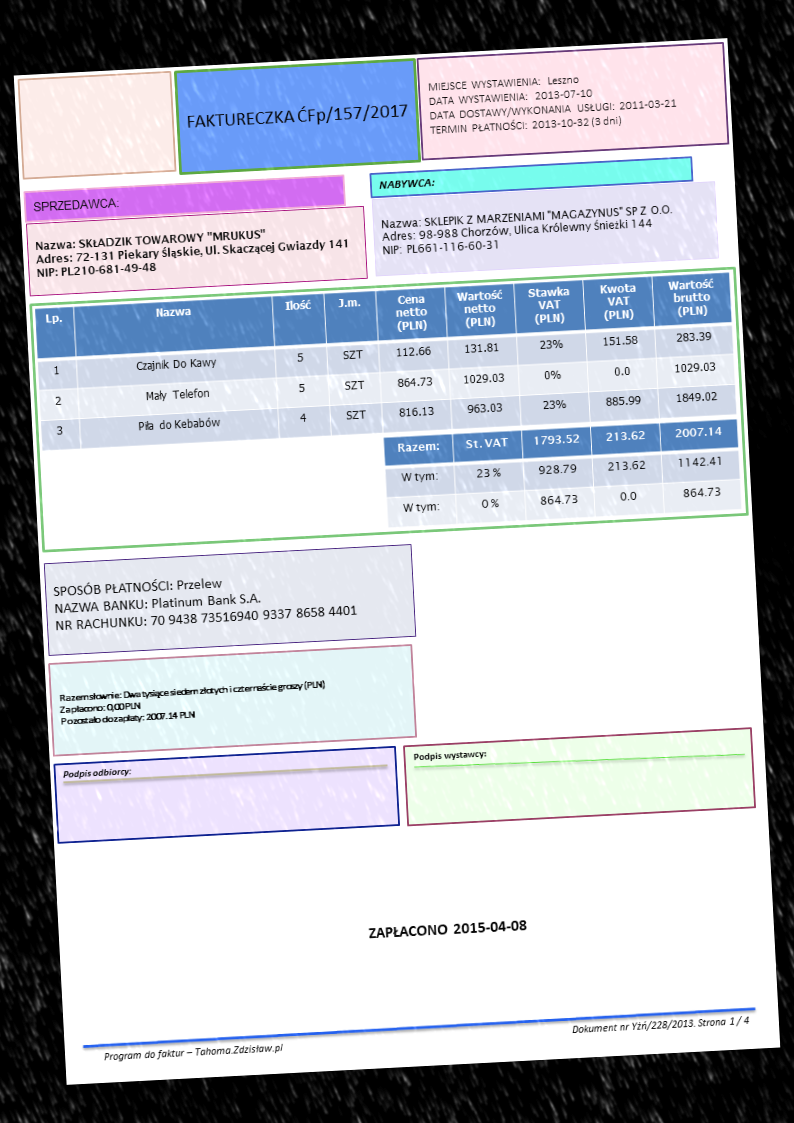 FAKTURECZKA ĆFp/157/2017
MIEJSCE WYSTAWIENIA: Leszno
DATA WYSTAWIENIA: 2013-07-10
DATA DOSTAWY/WYKONANIA USŁUGI: 2011-03-21
TERMIN PŁATNOŚCI: 2013-10-32 (3 dni)
SPRZEDAWCA:
Nazwa: SKŁADZIK TOWAROWY "MRUKUS"
Adres: 72-131 Piekary Śląskie, Ul. Skaczącej Gwiazdy 141
NIP: PL210-681-49-48
NABYWCA:
Nazwa: SKLEPIK Z MARZENIAMI "MAGAZYNUS" SP Z O.O.
Adres: 98-988 Chorzów, Ulica Królewny Śnieżki 144
NIP: PL661-116-60-31
Lp. Nazwa Ilość J.m. Cena netto (PLN) Wartość netto (PLN) Stawka VAT (PLN) Kwota VAT (PLN) Wartość brutto (PLN)
1 Czajnik Do Kawy 5 SZT 112.66 131.81 23% 151.58 283.39
2 Mały Telefon 5 SZT 864.73 1029.03 0% 0.0 1029.03
3 Piła do Kebabów 4 SZT 816.13 963.03 23% 885.99 1849.02
Razem: St. VAT 1793.52 213.62 2007.14
W tym: 23 % 928.79 213.62 1142.41
W tym: 0 % 864.73 0.0 864.73
SPOSÓB PŁATNOŚCI: Przelew
NAZWA BANKU: Platinum Bank S.A.
NR RACHUNKU: 70 9438 73516940 9337 8658 4401
Razem słownie: Dwa tysiące siedem złotych i czternaście groszy (PLN)
Zapłacono: 0,00 PLN
Pozostało do zapłaty: 2007.14 PLN
Podpis odbiorcy:
Podpis wystawcy:
ZAPŁACONO 2015-04-08
Program do faktur – Tahoma.Zdzisław.pl
Dokument nr Yżń/228/2013. Strona 1 / 4